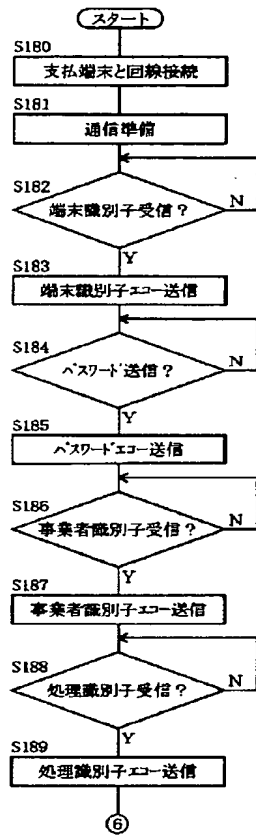 スタート
S180
支払端末と回線接続
S181
通信準備
S182
端末識別子受信？
N
Y
S183
端末識別子エコー送信
S184
パスワード送信？
N
Y
S185
パスワードエコー送信
S186
事業者識別子受信？
N
Y
S187
事業者識別子エコー送信
S188
処理識別子受信？
N
Y
S189
処理識別子エコー送信
⑥